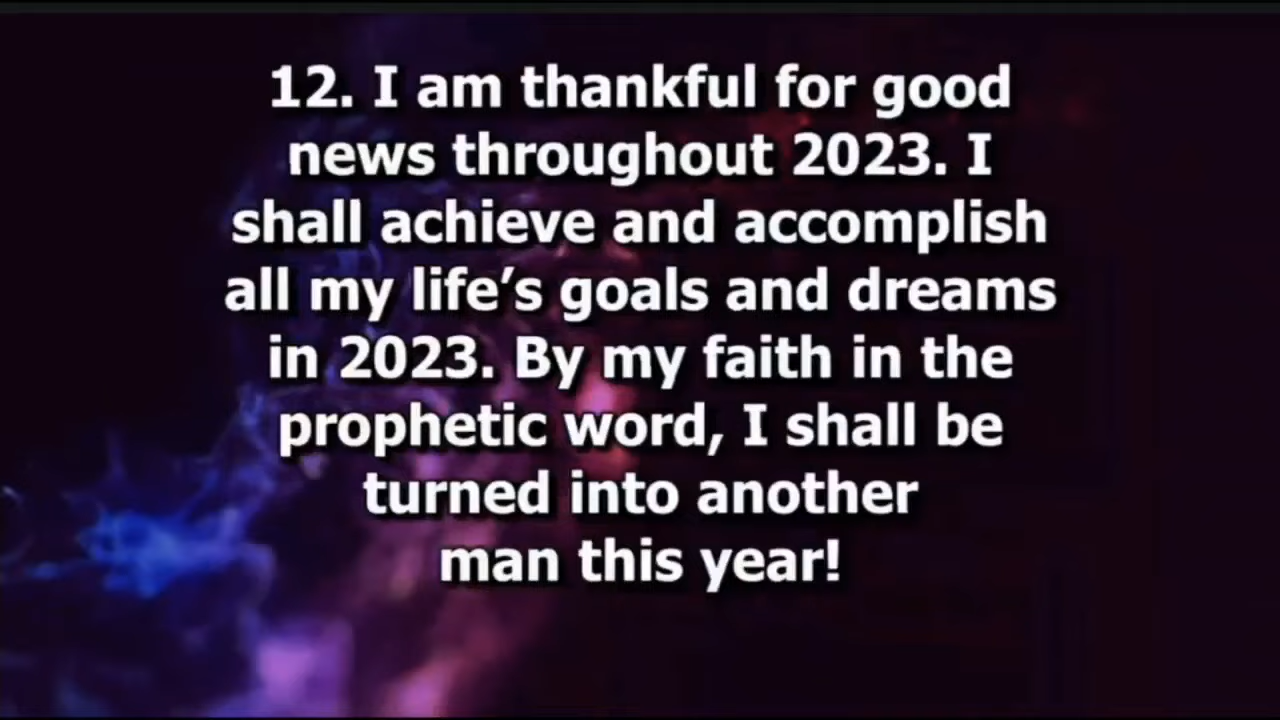 12. I am thankful for good
news throughout 2023. I
shall achieve and accomplish
all my life’s goals and dreams
in 2023. By my faith in the
prophetic word, I shall be
turned into another
man this year!